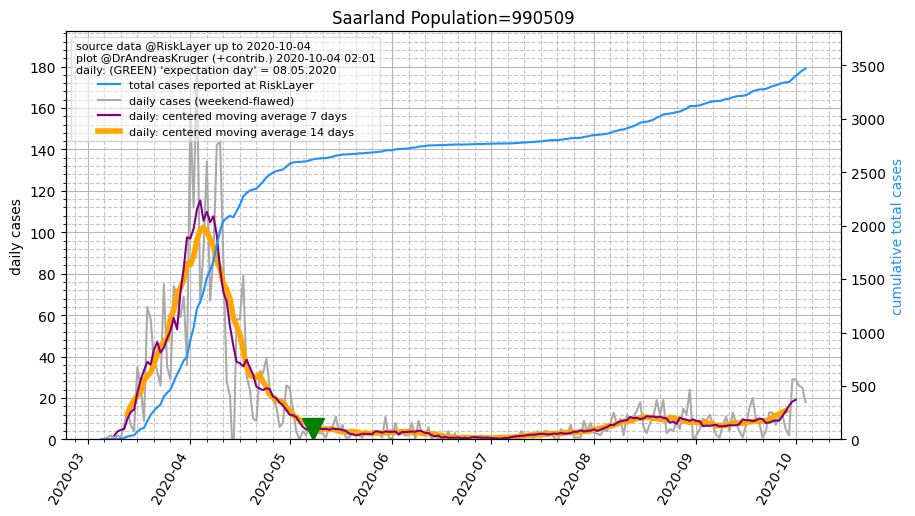 Saarland Population=990509
source data @RiskLayer up to 2020-10-04
plot @DrAndreasKruger (+contrib.) 2020-10-04 02:01
daily: (GREEN) 'expectation day' = 08.05.2020
total cases reported at RiskLayer
daily cases (weekend-flawed)
daily: centered moving average 7 days
daily: centered moving average 14 days
daily cases
180
160
140
120
100
80
60
40
20
0
cumulative total cases
3500
3000
2500
2000
1500
1000
500
0
2020-03
2020-04
2020-05
2020-06
2020-07
2020-08
2020-09
2020-10